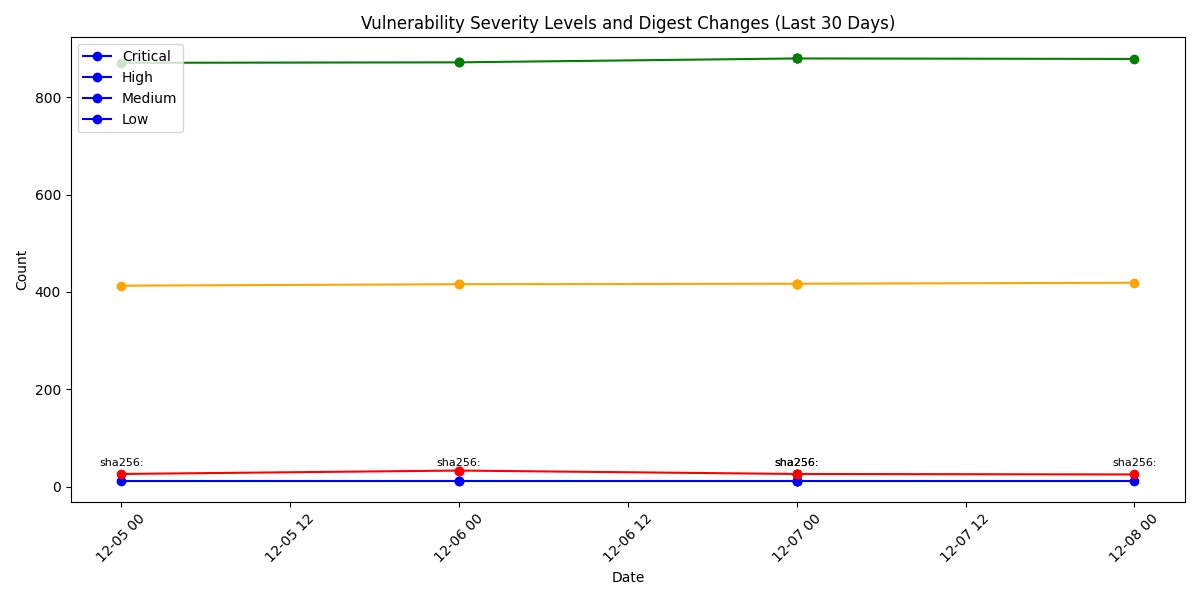 Vulnerability Severity Levels and Digest Changes (Last 30 Days)
Critical
High
Medium
Low
Count
800
600
400
200
0
sha256:
sha256:
sha256:
sha256:
12-05 00
12-05 12
12-06 00
12-06 12
12-07 00
12-07 12
12-08 00
Date